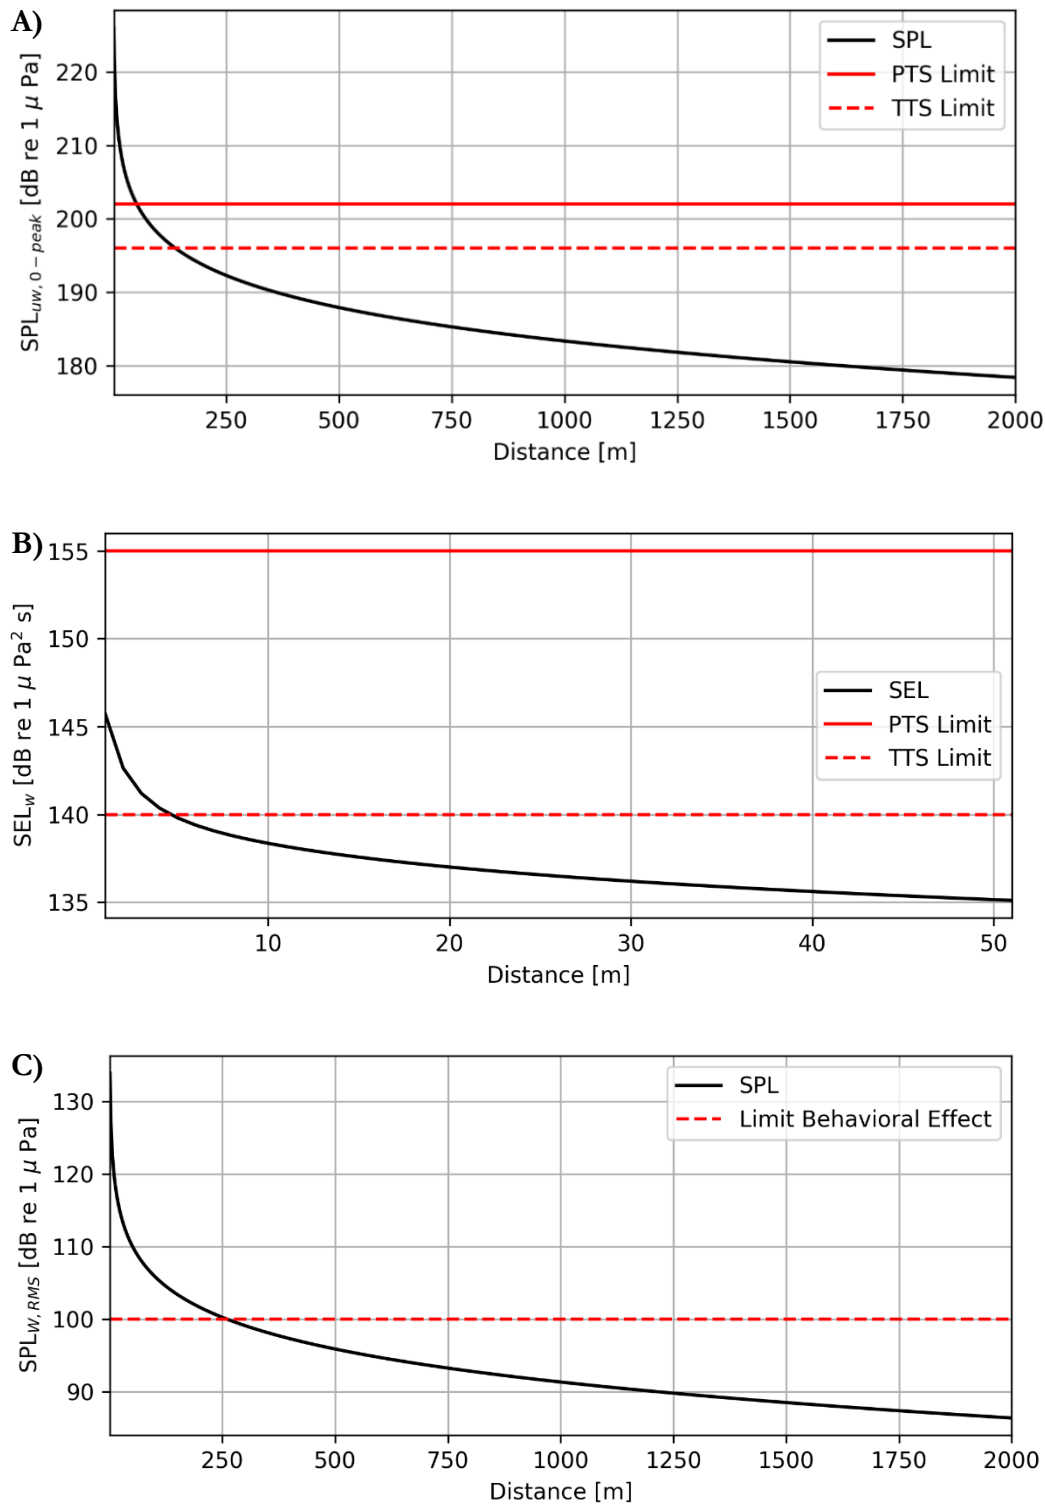 A)
SPL
PTS Limit
TTS Limit
220
210
200
190
180
SPL_{uw, 0−peak} [dB re 1 μ Pa]
250 500 750 1000 1250 1500 1750 2000
Distance [m]
B)
155
150
145
140
135
SEL_w [dB re 1 μ Pa² s]
SEL
PTS Limit
TTS Limit
10 20 30 40 50
Distance [m]
C)
SPL
Limit Behavioral Effect
130
120
110
100
90
SPL_{W, RMS} [dB re 1 μ Pa]
250 500 750 1000 1250 1500 1750 2000
Distance [m]